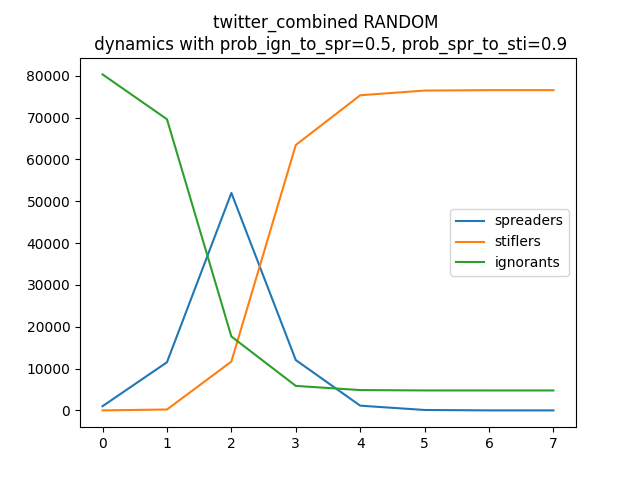 twitter_combined RANDOM
dynamics with prob_ign_to_spr=0.5, prob_spr_to_sti=0.9
80000
70000
60000
50000
40000
30000
20000
10000
0
spreaders
stiflers
ignorants
0 1 2 3 4 5 6 7